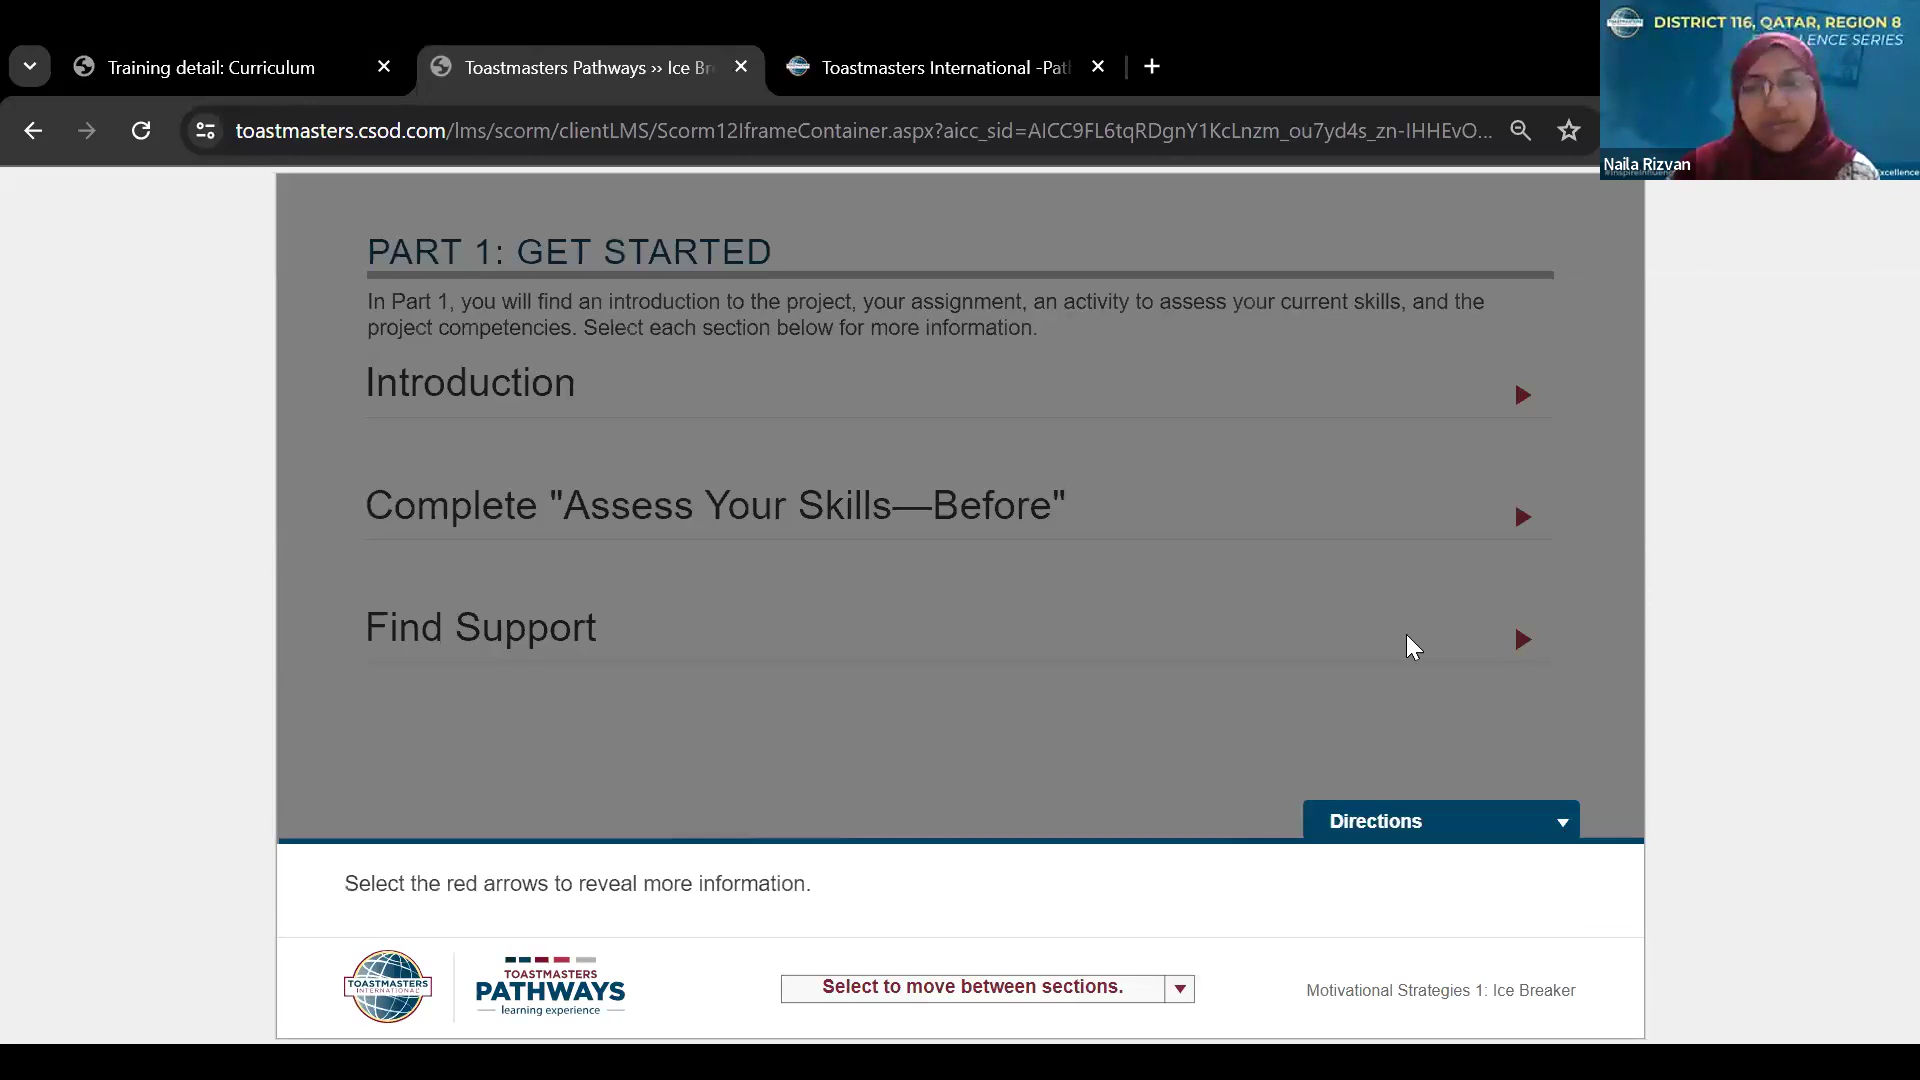 DISTRICT 116, QATAR, REGION 8
LENCE SERIES
Training detail: Curriculum
Toastmasters Pathways ›› Ice Br
Toastmasters International -Pat
toastmasters.csod.com/lms/scorm/clientLMS/Scorm12IframeContainer.aspx?aicc_sid=AICC9FL6tqRDgnY1KcLnzm_ou7yd4s_zn-IHHEvO...
Naila Rizvan
xcellence
PART 1: GET STARTED
In Part 1, you will find an introduction to the project, your assignment, an activity to assess your current skills, and the
project competencies. Select each section below for more information.
Introduction
Complete "Assess Your Skills—Before"
Find Support
Directions
Select the red arrows to reveal more information.
TOASTMASTERS
INTERNATIONAL
TOASTMASTERS
PATHWAYS
learning experience
Select to move between sections.
Motivational Strategies 1: Ice Breaker